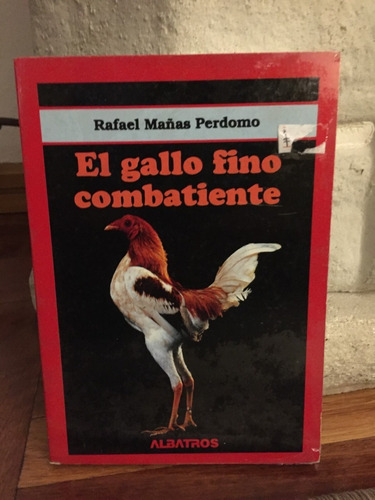 Rafael Mañas Perdomo
El gallo fino
combatiente
ALBATROS